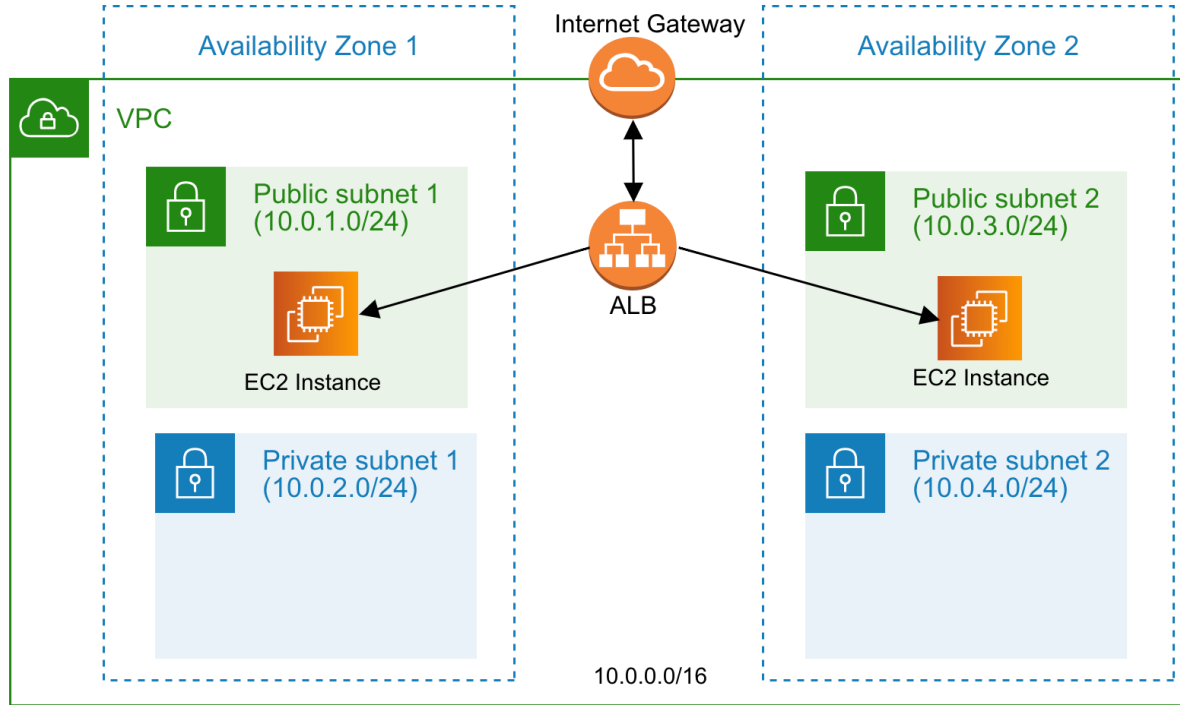 Internet Gateway
Availability Zone 1
Availability Zone 2
VPC
Public subnet 1
(10.0.1.0/24)
Public subnet 2
(10.0.3.0/24)
ALB
EC2 Instance
EC2 Instance
Private subnet 1
(10.0.2.0/24)
Private subnet 2
(10.0.4.0/24)
10.0.0.0/16